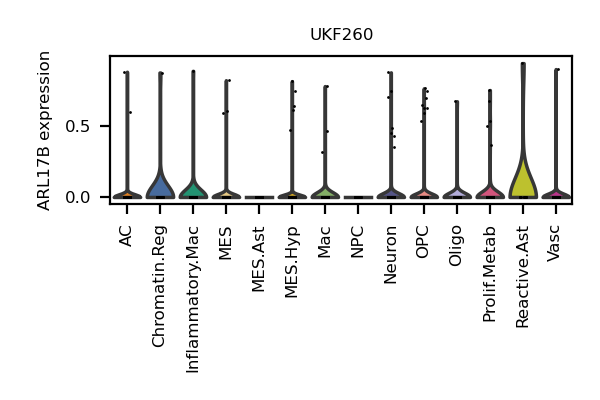 UKF260
ARL17B expression
0.5
0.0
AC
Chromatin.Reg
Inflammatory.Mac
MES
MES.Ast
MES.Hyp
Mac
NPC
Neuron
OPC
Oligo
Prolif.Metab
Reactive.Ast
Vasc